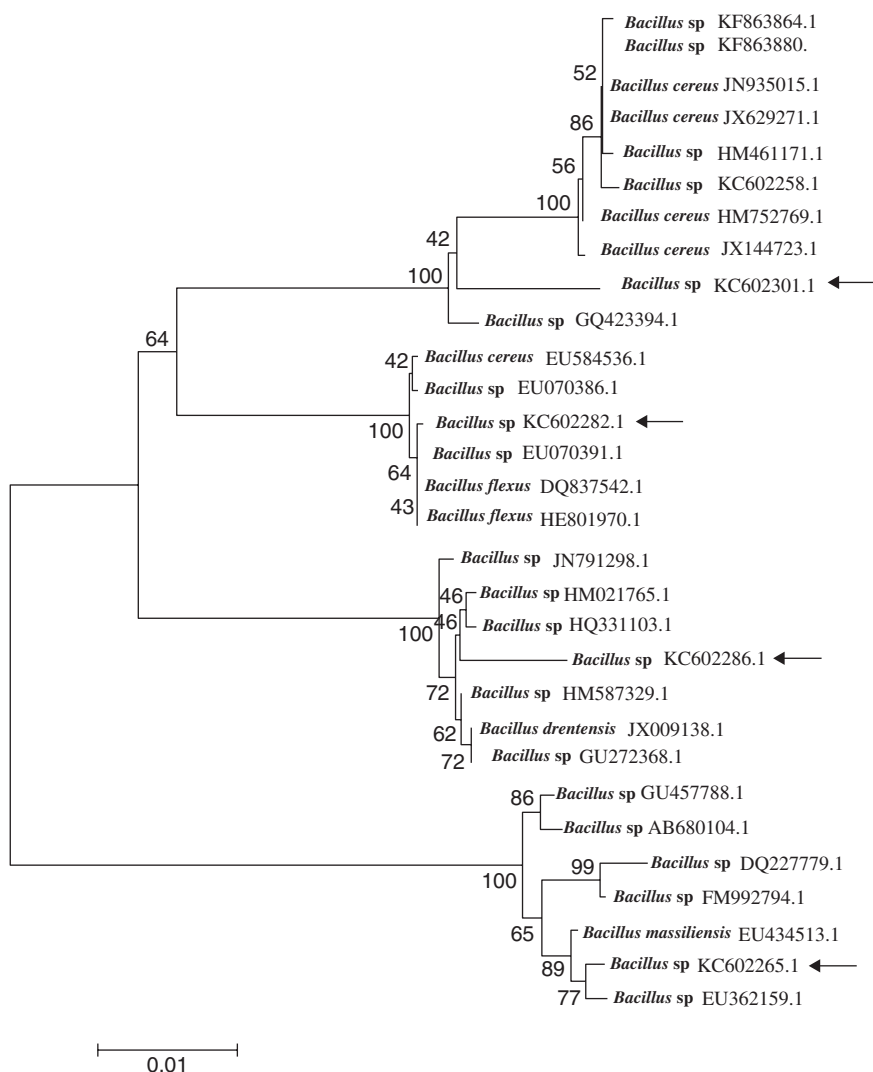 Bacillus sp KF863864.1
Bacillus sp KF863880.
52
Bacillus cereus JN935015.1
Bacillus cereus JX629271.1
86
Bacillus sp HM461171.1
56
Bacillus sp KC602258.1
100
Bacillus cereus HM752769.1
42
Bacillus cereus JX144723.1
100
Bacillus sp KC602301.1
Bacillus sp GQ423394.1
64
Bacillus cereus EU584536.1
42
Bacillus sp EU070386.1
Bacillus sp KC602282.1
100
Bacillus sp EU070391.1
64
Bacillus flexus DQ837542.1
43
Bacillus flexus HE801970.1
Bacillus sp JN791298.1
46
Bacillus sp HM021765.1
46
Bacillus sp HQ331103.1
100
Bacillus sp KC602286.1
72
Bacillus sp HM587329.1
62
Bacillus drentensis JX009138.1
72
Bacillus sp GU272368.1
86
Bacillus sp GU457788.1
Bacillus sp AB680104.1
99
Bacillus sp DQ227779.1
100
Bacillus sp FM992794.1
65
Bacillus massiliensis EU434513.1
89
Bacillus sp KC602265.1
77
Bacillus sp EU362159.1
0.01